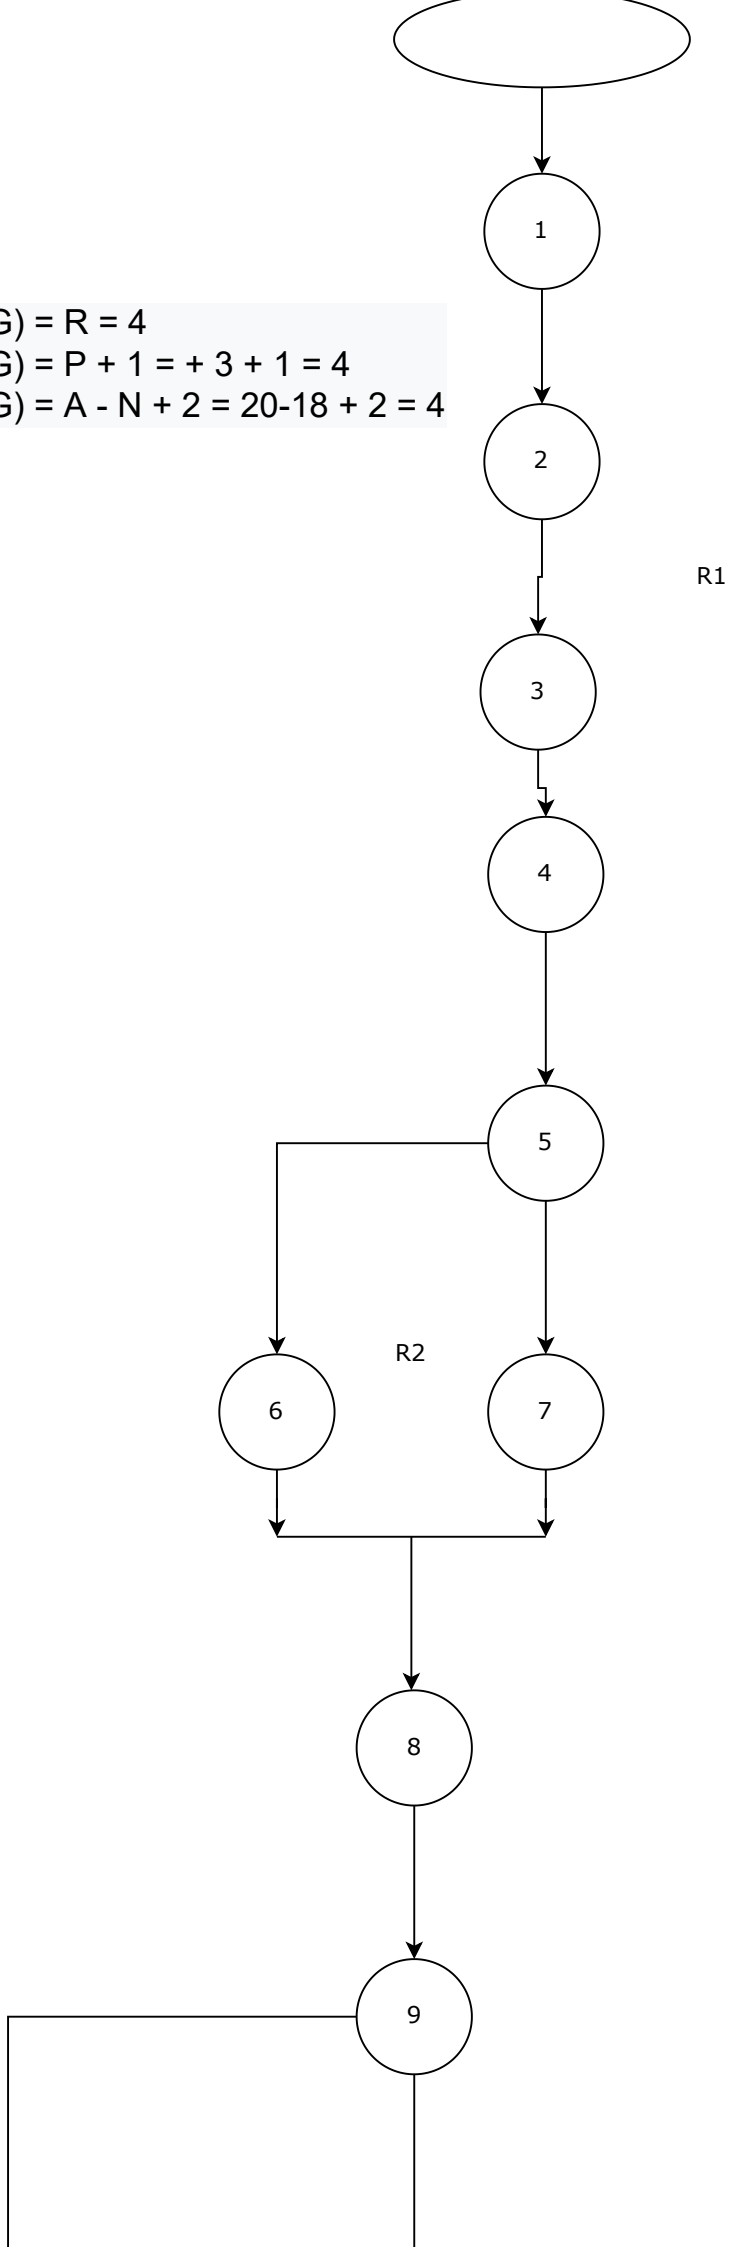 1
G) = R = 4
G) = P + 1 = + 3 + 1 = 4
G) = A - N + 2 = 20-18 + 2 = 4
2
R1
3
4
5
R2
6
7
8
9